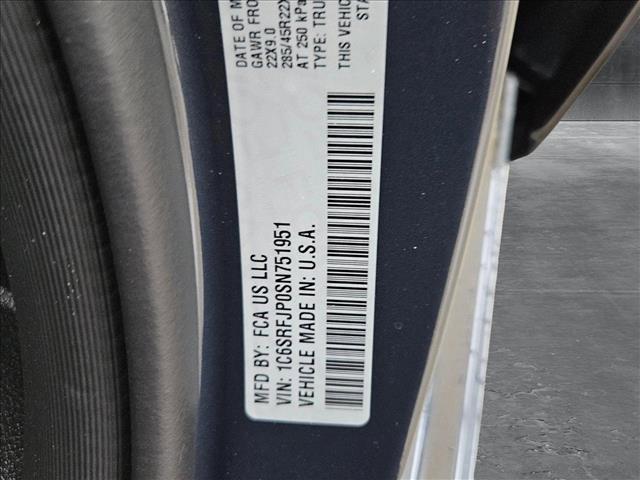 MFD BY: FCA US LLC
VIN: 1C6SRFJP0SN751951
VEHICLE MADE IN: U.S.A.
DATE OF M
GAWR FRO
22X9.0
285/45R22X
AT 250 kPa
TYPE: TRU
THIS VEHIC
STA